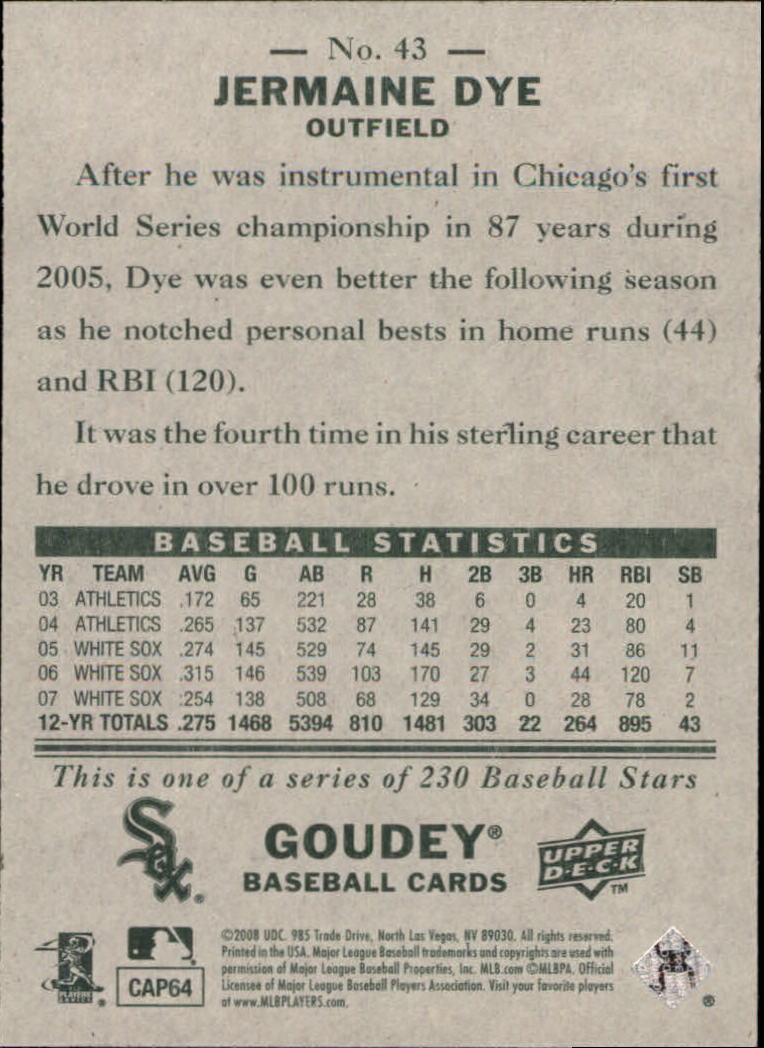 — No. 43 —
JERMAINE DYE
OUTFIELD
After he was instrumental in Chicago's first
World Series championship in 87 years during
2005, Dye was even better the following season
as he notched personal bests in home runs (44)
and RBI (120).
It was the fourth time in his sterling career that
he drove in over 100 runs.
BASEBALL STATISTICS
YR TEAM AVG G AB R H 2B 3B HR RBI SB
03 ATHLETICS .172 65 221 28 38 6 0 4 20 1
04 ATHLETICS .265 137 532 87 141 29 4 23 80 4
05 WHITE SOX .274 145 529 74 145 29 2 31 86 11
06 WHITE SOX .315 146 539 103 170 27 3 44 120 7
07 WHITE SOX .254 138 508 68 129 34 0 28 78 2
12-YR TOTALS .275 1468 5394 810 1481 303 22 264 895 43
This is one of a series of 230 Baseball Stars
Sox
GOUDEY®
BASEBALL CARDS
UPPER
D·E·C·K
TM
CAP64
©2008 UDC. 985 Trade Drive, North Las Vegas, NV 89030. All rights reserved.
Printed in the USA. Major League Baseball trademarks and copyrights are used with
permission of Major League Baseball Properties, Inc. MLB.com ©MLBPA. Official
Licensee of Major League Baseball Players Association. Visit your favorite players
at www.MLBPLAYERS.com.
®